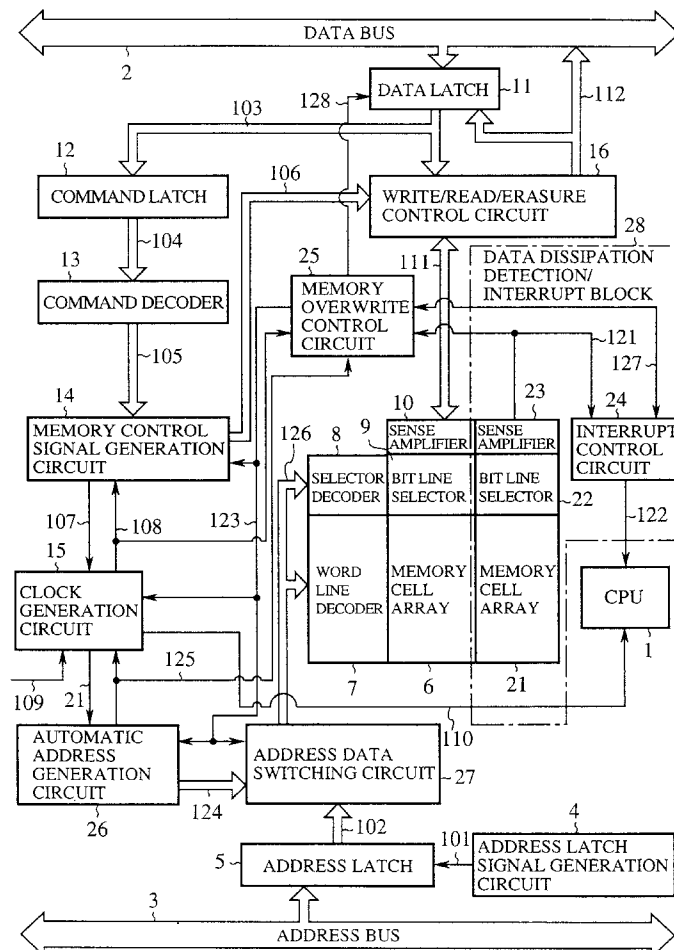 DATA BUS
2
DATA LATCH
11
112
128
103
12
COMMAND LATCH
106
16
WRITE/READ/ERASURE
CONTROL CIRCUIT
104
13
COMMAND DECODER
111
28
DATA DISSIPATION
DETECTION/
INTERRUPT BLOCK
25
MEMORY
OVERWRITE
CONTROL
CIRCUIT
105
121
127
14
MEMORY CONTROL
SIGNAL GENERATION
CIRCUIT
10
23
24
INTERRUPT
CONTROL
CIRCUIT
126
8
9
SENSE
AMPLIFIER
SENSE
AMPLIFIER
SELECTOR
DECODER
BIT LINE
SELECTOR
BIT LINE
SELECTOR
22
107
108
123
122
15
CLOCK
GENERATION
CIRCUIT
WORD
LINE
DECODER
MEMORY
CELL
ARRAY
MEMORY
CELL
ARRAY
CPU
1
109
21
125
7
6
21
110
AUTOMATIC
ADDRESS
GENERATION
CIRCUIT
26
124
ADDRESS DATA
SWITCHING CIRCUIT
27
102
5
ADDRESS LATCH
101
4
ADDRESS LATCH
SIGNAL GENERATION
CIRCUIT
3
ADDRESS BUS